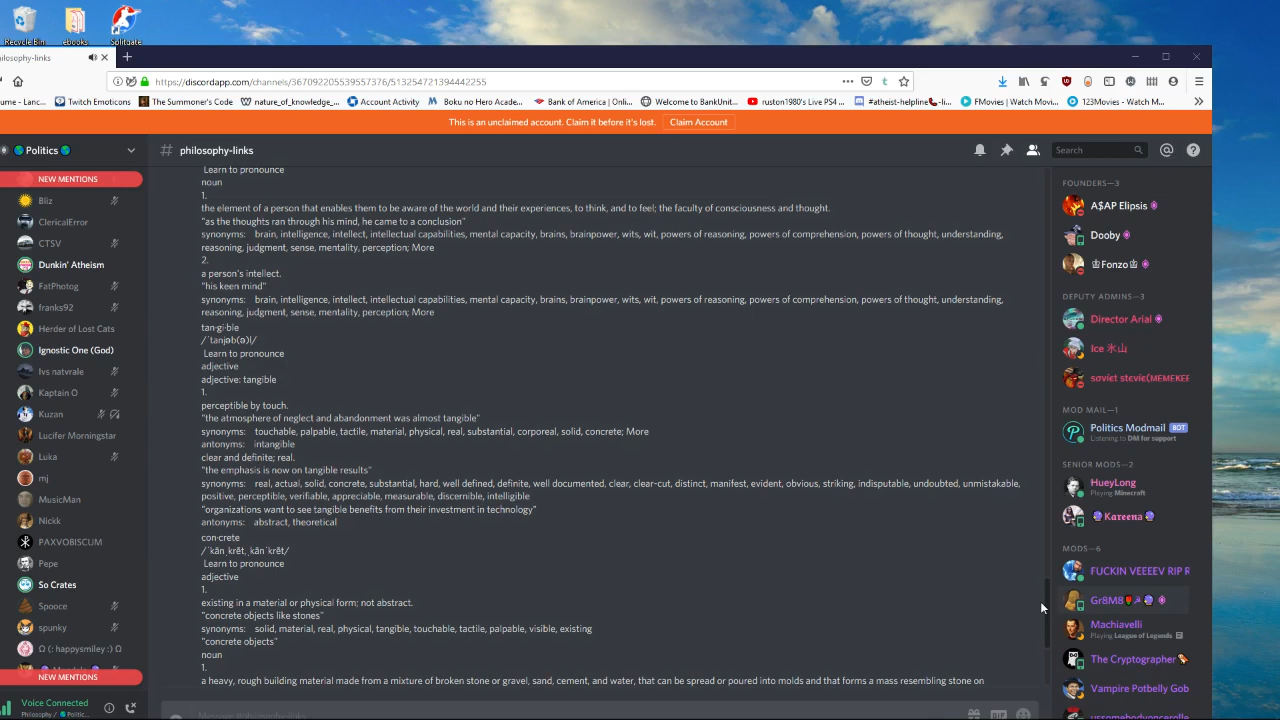 Recycle Bin
ebooks
Splitgate
philosophy-links
https://discordapp.com/channels/367092205539557376/513254721394442255
ume - Lanc...
Twitch Emoticons
The Summoner's Code
nature_of_knowledge_...
Account Activity
Boku no Hero Acade...
Bank of America | Onli...
Welcome to BankUnit...
ruston1980's Live PS4 ...
#atheist-helpline📞-li...
FMovies | Watch Movi...
123Movies - Watch M...
This is an unclaimed account. Claim it before it's lost.
Claim Account
Politics
# philosophy-links
Search
NEW MENTIONS
Bliz
ClericalError
CTSV
Dunkin' Atheism
FatPhotog
franks92
Herder of Lost Cats
Ignostic One (God)
Ivs natvrale
Kaptain O
Kuzan
Lucifer Morningstar
Luka
mj
MusicMan
Nickk
PAXVOBISCUM
Pepe
So Crates
Spooce
spunky
Ω (: happysmiley :) Ω
NEW MENTIONS
Voice Connected
Philosophy / Politic...
Learn to pronounce
noun
1.
the element of a person that enables them to be aware of the world and their experiences, to think, and to feel; the faculty of consciousness and thought.
"as the thoughts ran through his mind, he came to a conclusion"
synonyms: brain, intelligence, intellect, intellectual capabilities, mental capacity, brains, brainpower, wits, wit, powers of reasoning, powers of comprehension, powers of thought, understanding,
reasoning, judgment, sense, mentality, perception; More
2.
a person's intellect.
"his keen mind"
synonyms: brain, intelligence, intellect, intellectual capabilities, mental capacity, brains, brainpower, wits, wit, powers of reasoning, powers of comprehension, powers of thought, understanding,
reasoning, judgment, sense, mentality, perception; More
tan·gi·ble
/ˈtanjəb(ə)l/
Learn to pronounce
adjective
adjective: tangible
1.
perceptible by touch.
"the atmosphere of neglect and abandonment was almost tangible"
synonyms: touchable, palpable, tactile, material, physical, real, substantial, corporeal, solid, concrete; More
antonyms: intangible
clear and definite; real.
"the emphasis is now on tangible results"
synonyms: real, actual, solid, concrete, substantial, hard, well defined, definite, well documented, clear, clear-cut, distinct, manifest, evident, obvious, striking, indisputable, undoubted, unmistakable,
positive, perceptible, verifiable, appreciable, measurable, discernible, intelligible
"organizations want to see tangible benefits from their investment in technology"
antonyms: abstract, theoretical
con·crete
/ˈkänˌkrēt, känˈkrēt/
Learn to pronounce
adjective
1.
existing in a material or physical form; not abstract.
"concrete objects like stones"
synonyms: solid, material, real, physical, tangible, touchable, tactile, palpable, visible, existing
"concrete objects"
noun
1.
a heavy, rough building material made from a mixture of broken stone or gravel, sand, cement, and water, that can be spread or poured into molds and that forms a mass resembling stone on
GIF
FOUNDERS—3
A$AP Elipsis
Dooby
♔Fonzo♔
DEPUTY ADMINS—3
Director Arial
Ice 氷山
sσvíєt stєvíє(MEMEKEE
MOD MAIL—1
Politics Modmail BOT
Listening to DM for support
SENIOR MODS—2
HueyLong
Playing Minecraft
Kareena
MODS—6
FUCKIN VEEEEV RIP R
Gr8M8
Machiavelli
Playing League of Legends
The Cryptographer
Vampire Potbelly Gob